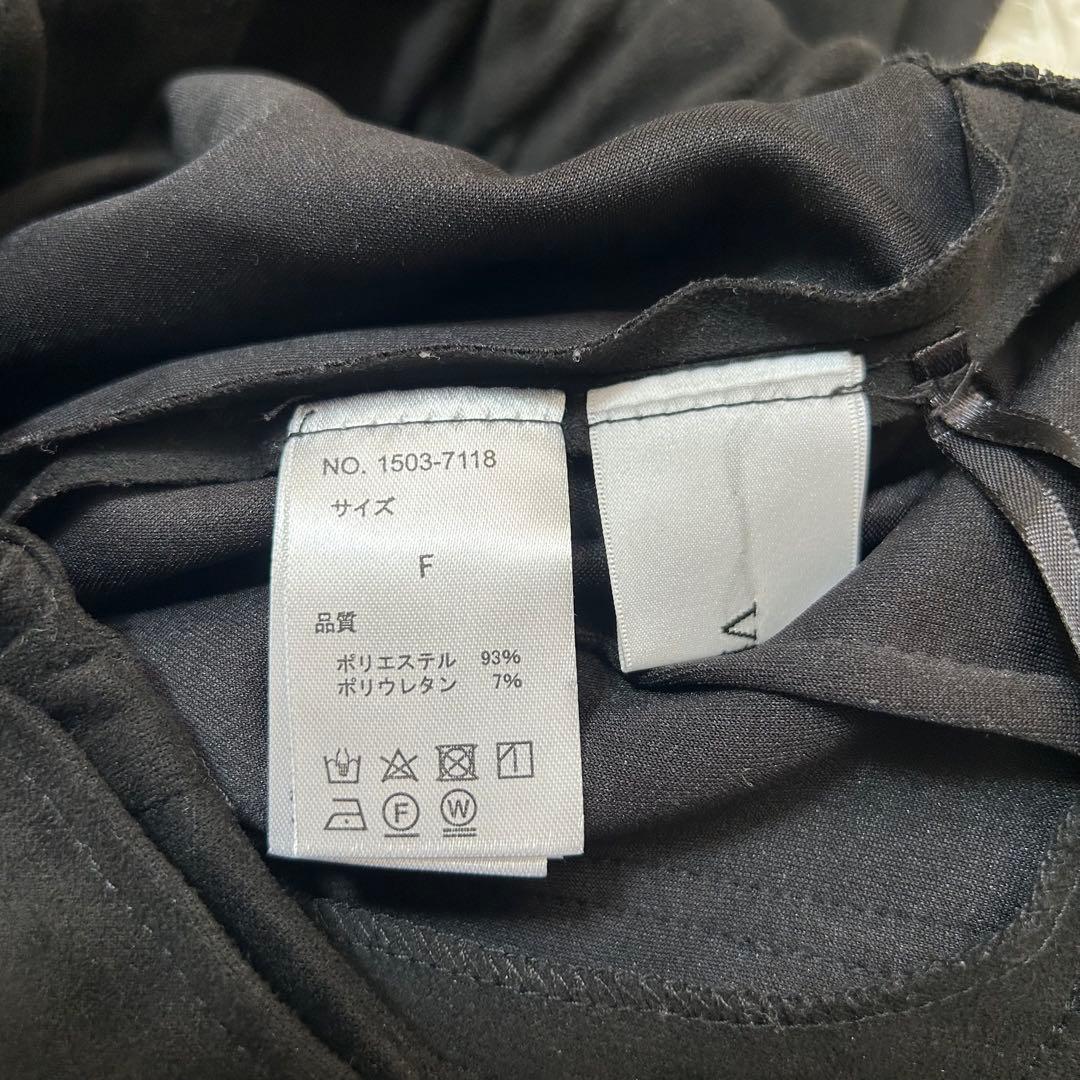 NO. 1503-7118
サイズ
F
品質
ポリエステル 93%
ポリウレタン 7%
F W
V